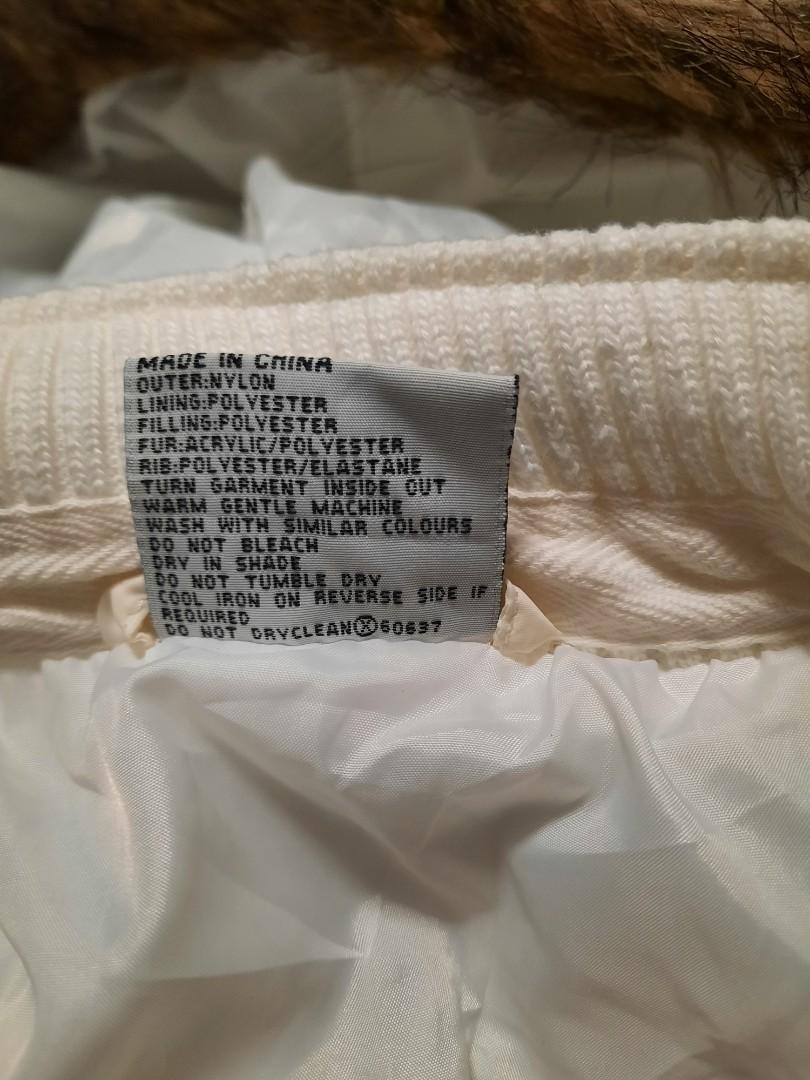 MADE IN CHINA
OUTER:NYLON
LINING:POLYESTER
FILLING:POLYESTER
FUR:ACRYLIC/POLYESTER
RIB:POLYESTER/ELASTANE
TURN GARMENT INSIDE OUT
WARM GENTLE MACHINE
WASH WITH SIMILAR COLOURS
DO NOT BLEACH
DRY IN SHADE
DO NOT TUMBLE DRY
COOL IRON ON REVERSE SIDE IF
REQUIRED
DO NOT DRYCLEANⓧ60637